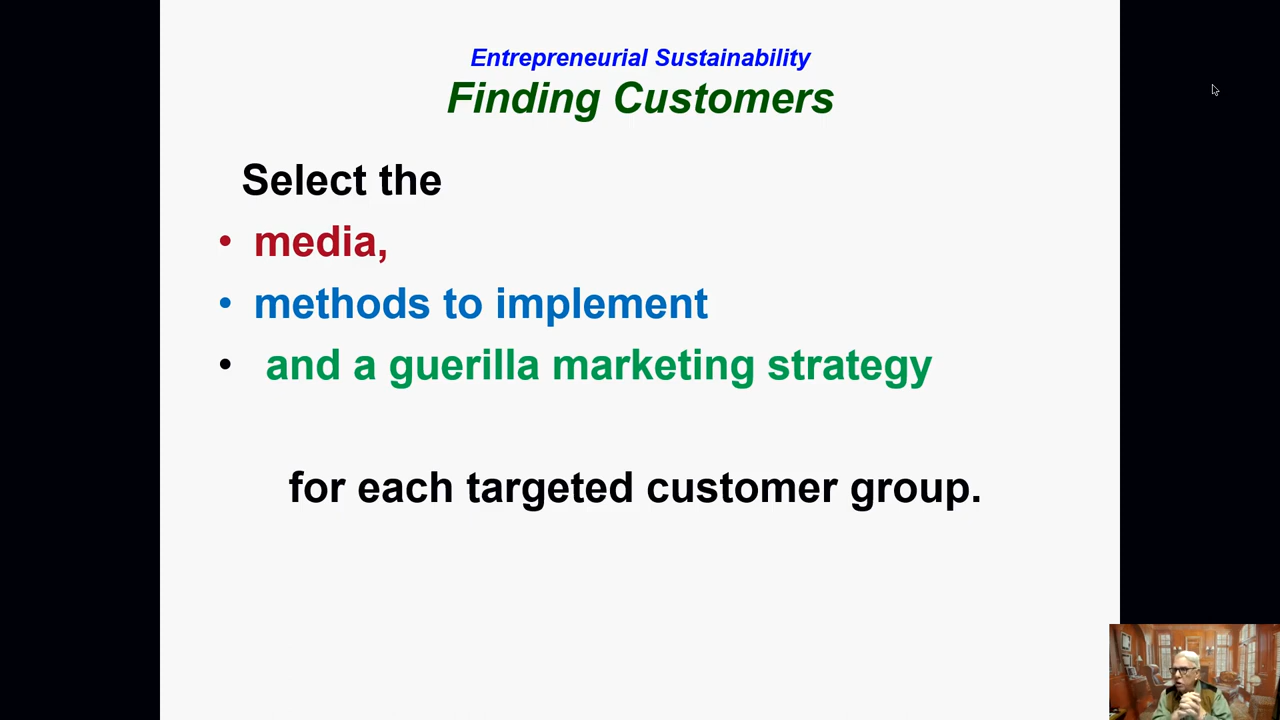 Entrepreneurial Sustainability
Finding Customers
Select the
• media,
• methods to implement
• and a guerilla marketing strategy
for each targeted customer group.